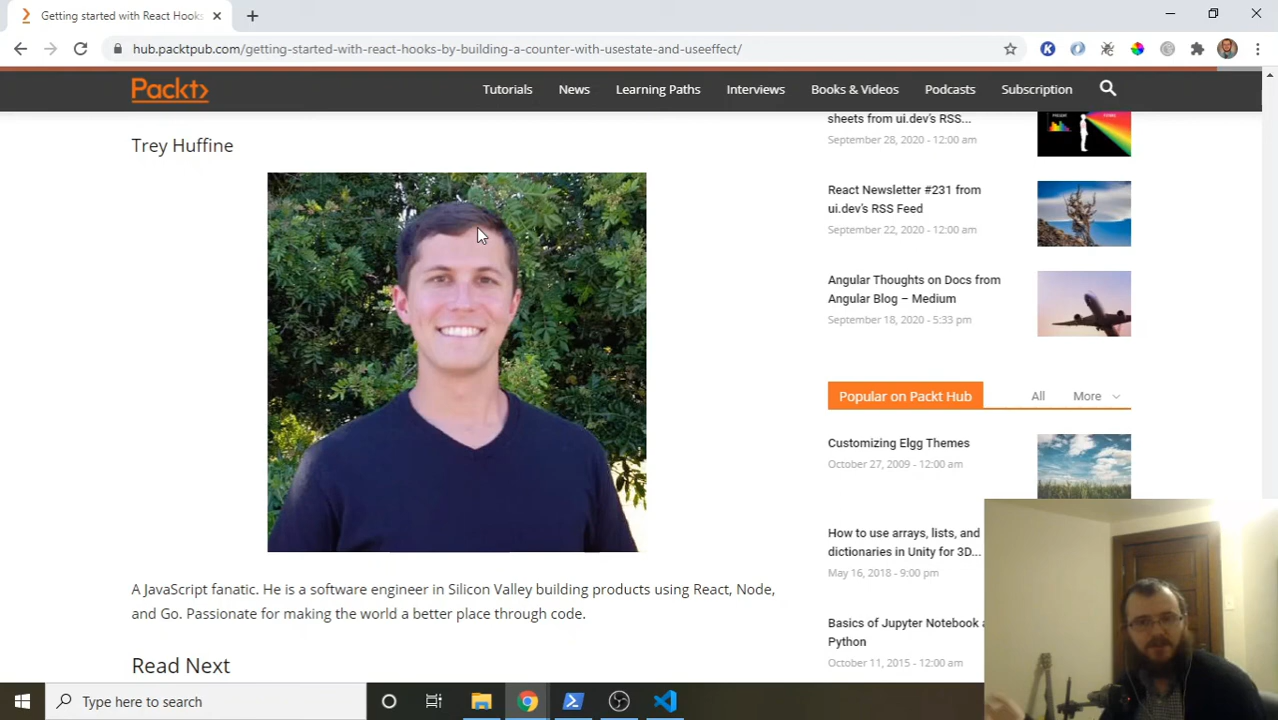 Getting started with React Hooks
hub.packtpub.com/getting-started-with-react-hooks-by-building-a-counter-with-usestate-and-useeffect/
Packt>
Tutorials News Learning Paths Interviews Books & Videos Podcasts Subscription
Trey Huffine
A JavaScript fanatic. He is a software engineer in Silicon Valley building products using React, Node,
and Go. Passionate for making the world a better place through code.
Read Next
sheets from ui.dev's RSS...
September 28, 2020 - 12:00 am
React Newsletter #231 from
ui.dev's RSS Feed
September 22, 2020 - 12:00 am
Angular Thoughts on Docs from
Angular Blog – Medium
September 18, 2020 - 5:33 pm
Popular on Packt Hub All More
Customizing Elgg Themes
October 27, 2009 - 12:00 am
How to use arrays, lists, and
dictionaries in Unity for 3D...
May 16, 2018 - 9:00 pm
Basics of Jupyter Notebook
Python
October 11, 2015 - 12:00 am
Type here to search